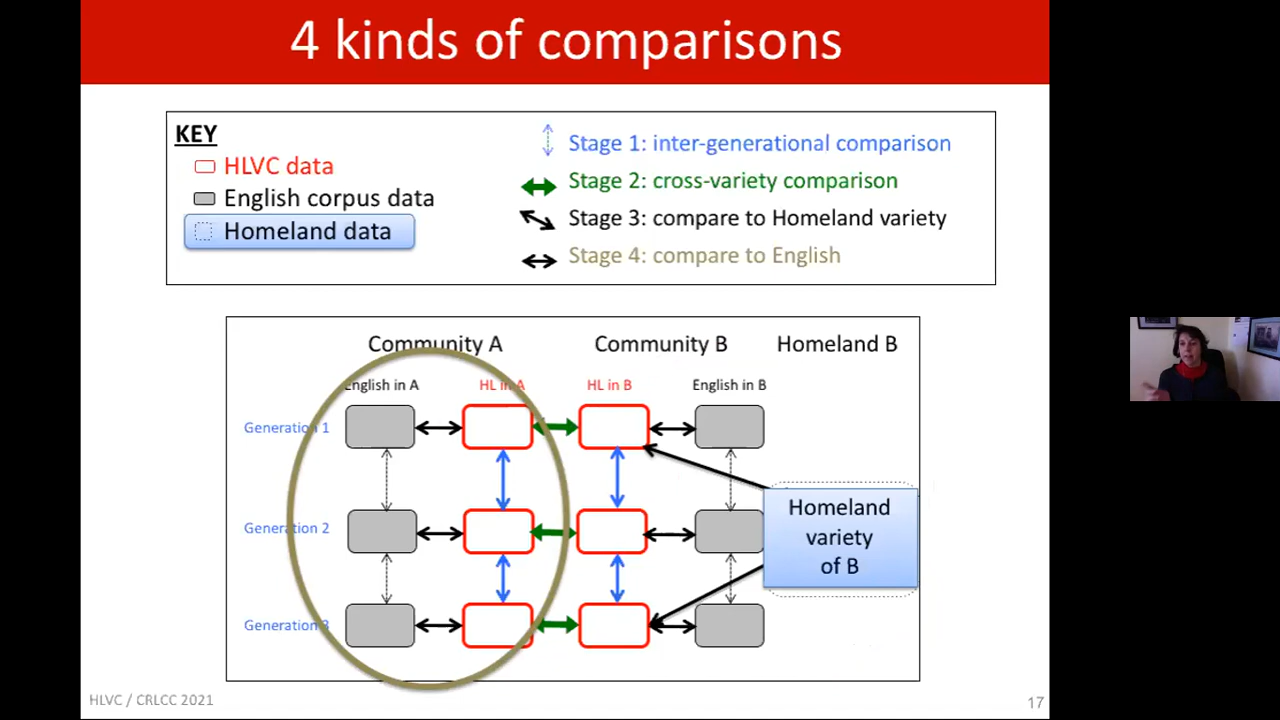 4 kinds of comparisons
KEY
HLVC data
English corpus data
Homeland data
Stage 1: inter-generational comparison
Stage 2: cross-variety comparison
Stage 3: compare to Homeland variety
Stage 4: compare to English
Community A
Community B
Homeland B
English in A
HL in A
HL in B
English in B
Generation 1
Generation 2
Generation 3
Homeland
variety
of B
HLVC / CRLCC 2021
17